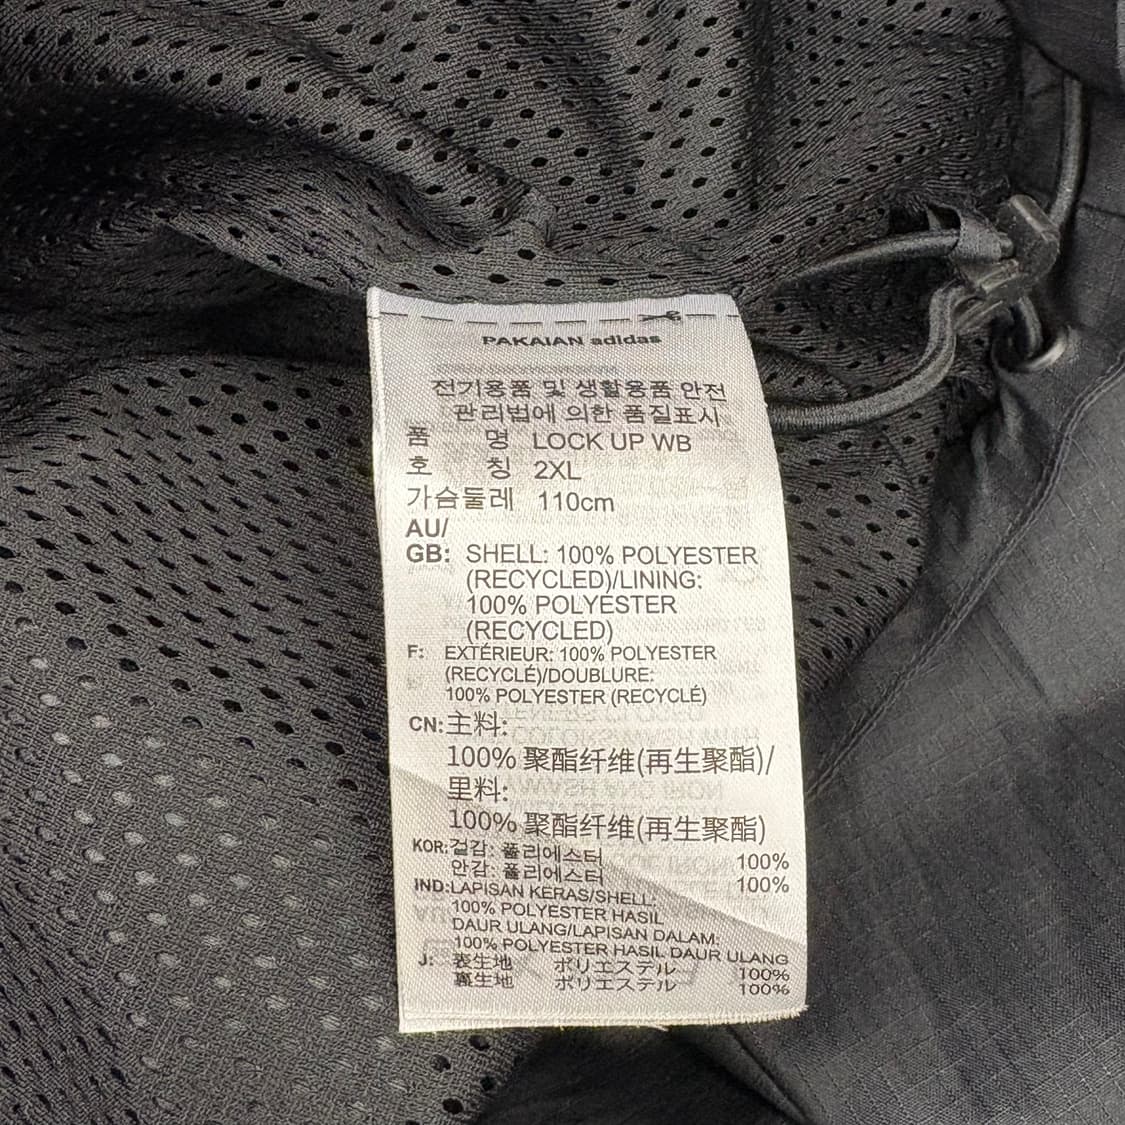 PAKAIAN adidas
전기용품 및 생활용품 안전
관리법에 의한 품질표시
품 명 LOCK UP WB
호 칭 2XL
가슴둘레 110cm
AU/
GB: SHELL: 100% POLYESTER
(RECYCLED)/LINING:
100% POLYESTER
(RECYCLED)
F: EXTÉRIEUR: 100% POLYESTER
(RECYCLÉ)/DOUBLURE:
100% POLYESTER (RECYCLÉ)
CN: 主料:
100% 聚酯纤维(再生聚酯)/
里料:
100% 聚酯纤维(再生聚酯)
KOR: 겉감: 폴리에스터 100%
안감: 폴리에스터 100%
IND: LAPISAN KERAS/SHELL:
100% POLYESTER HASIL
DAUR ULANG/LAPISAN DALAM:
100% POLYESTER HASIL DAUR ULANG
J: 表生地 ポリエステル 100%
裏生地 ポリエステル 100%